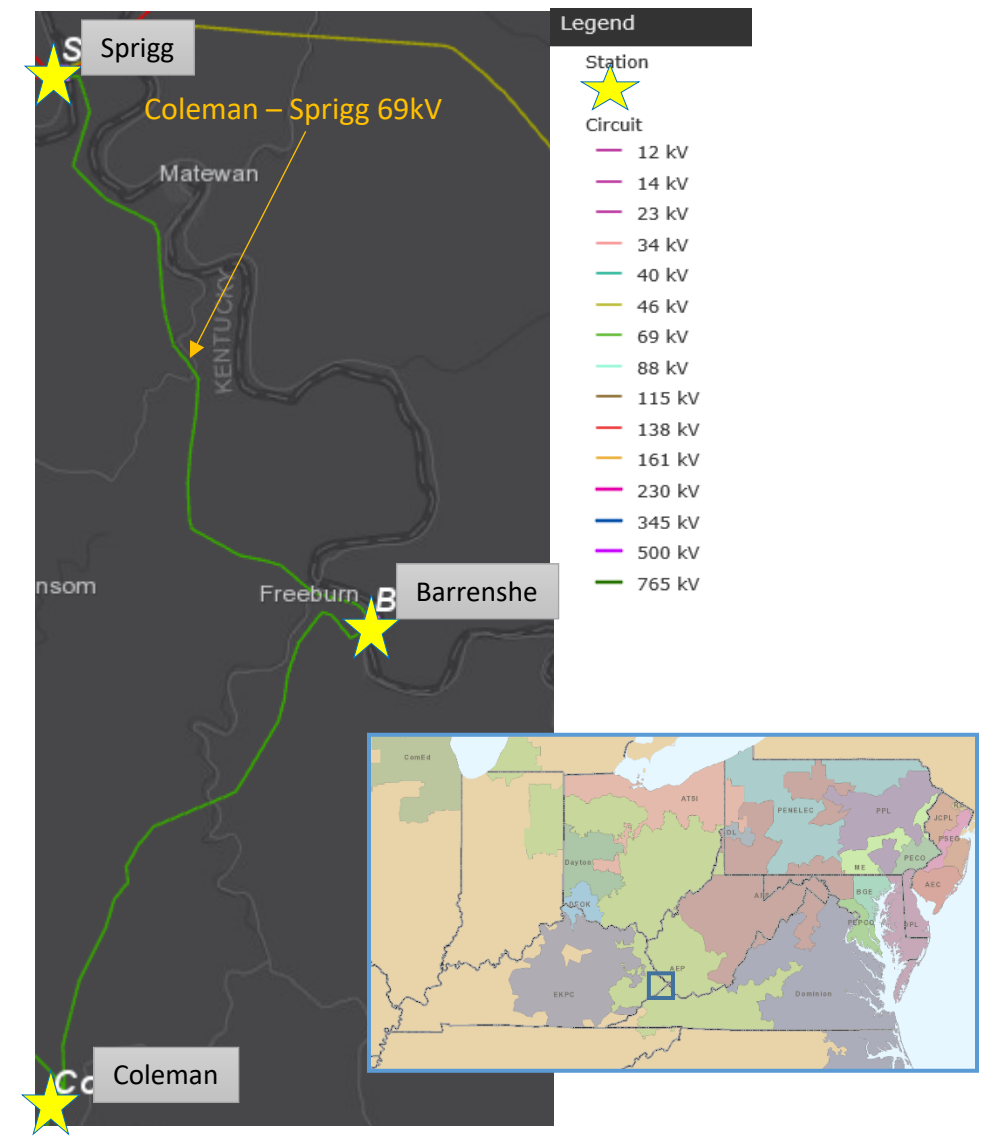 S
Sprigg
Coleman – Sprigg 69kV
Matewan
KENTUCKY
nsom
Freeburn
B
Barrenshe
Co
Coleman
Legend
Station
Circuit
12 kV
14 kV
23 kV
34 kV
40 kV
46 kV
69 kV
88 kV
115 kV
138 kV
161 kV
230 kV
345 kV
500 kV
765 kV
ComEd
ATSI
PENELEC
PPL
JCPL
DL
PSEG
Dayton
ME
PECO
AEC
BGE
DEOK
PEPCO
DPL
AEP
EKPC
Dominion